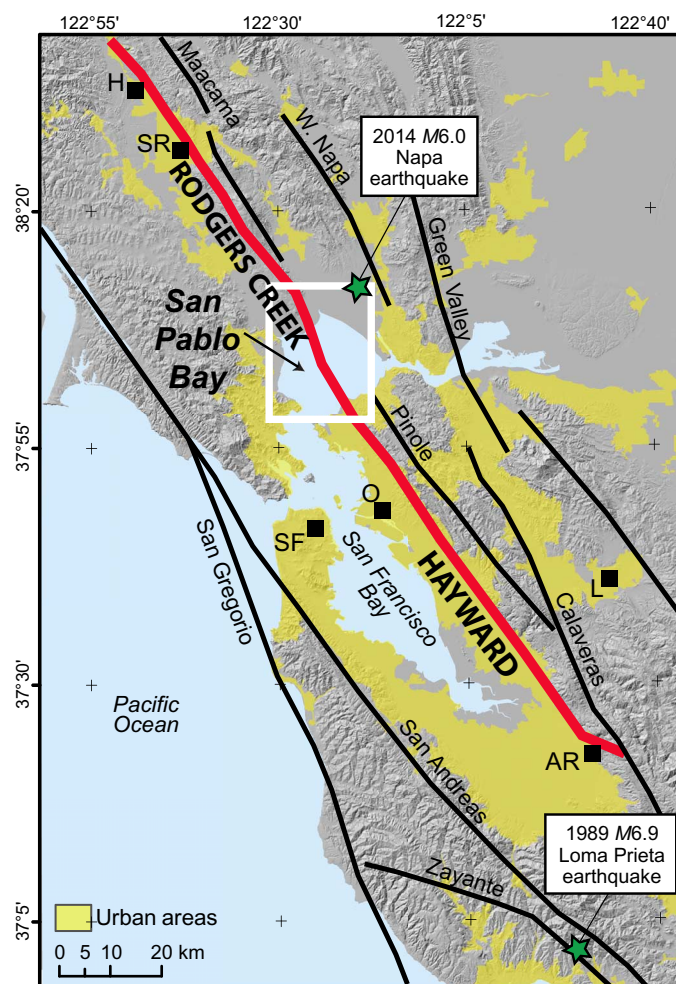 122°55' 122°30' 122°5' 122°40'
38°20'
37°55'
37°30'
37°5'
H
Maacama
SR
W. Napa
2014 M6.0
Napa
earthquake
RODGERS CREEK
Green Valley
San
Pablo
Bay
Pinole
O
SF
San Francisco
Bay
HAYWARD
L
Calaveras
San Gregorio
Pacific
Ocean
San Andreas
AR
Zayante
1989 M6.9
Loma Prieta
earthquake
Urban areas
0 5 10 20 km